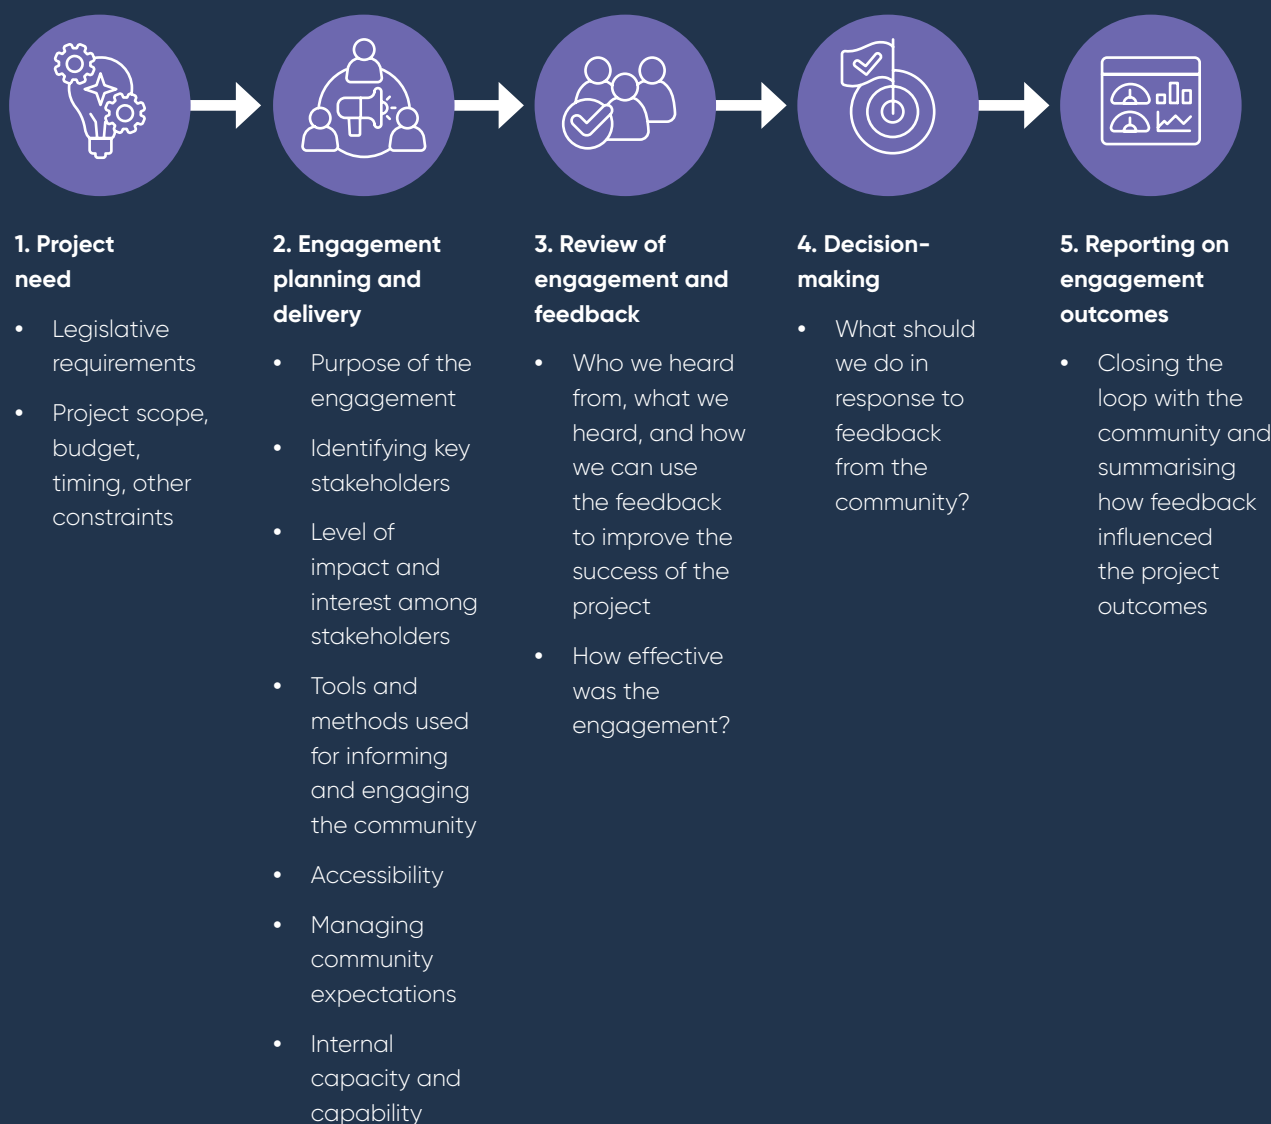 1. Project
need
• Legislative
requirements
• Project scope,
budget,
timing, other
constraints
2. Engagement
planning and
delivery
• Purpose of the
engagement
• Identifying key
stakeholders
• Level of
impact and
interest among
stakeholders
• Tools and
methods used
for informing
and engaging
the community
• Accessibility
• Managing
community
expectations
• Internal
capacity and
capability
3. Review of
engagement and
feedback
• Who we heard
from, what we
heard, and how
we can use
the feedback
to improve the
success of the
project
• How effective
was the
engagement?
4. Decision-
making
• What should
we do in
response to
feedback
from the
community?
5. Reporting on
engagement
outcomes
• Closing the
loop with the
community and
summarising
how feedback
influenced
the project
outcomes